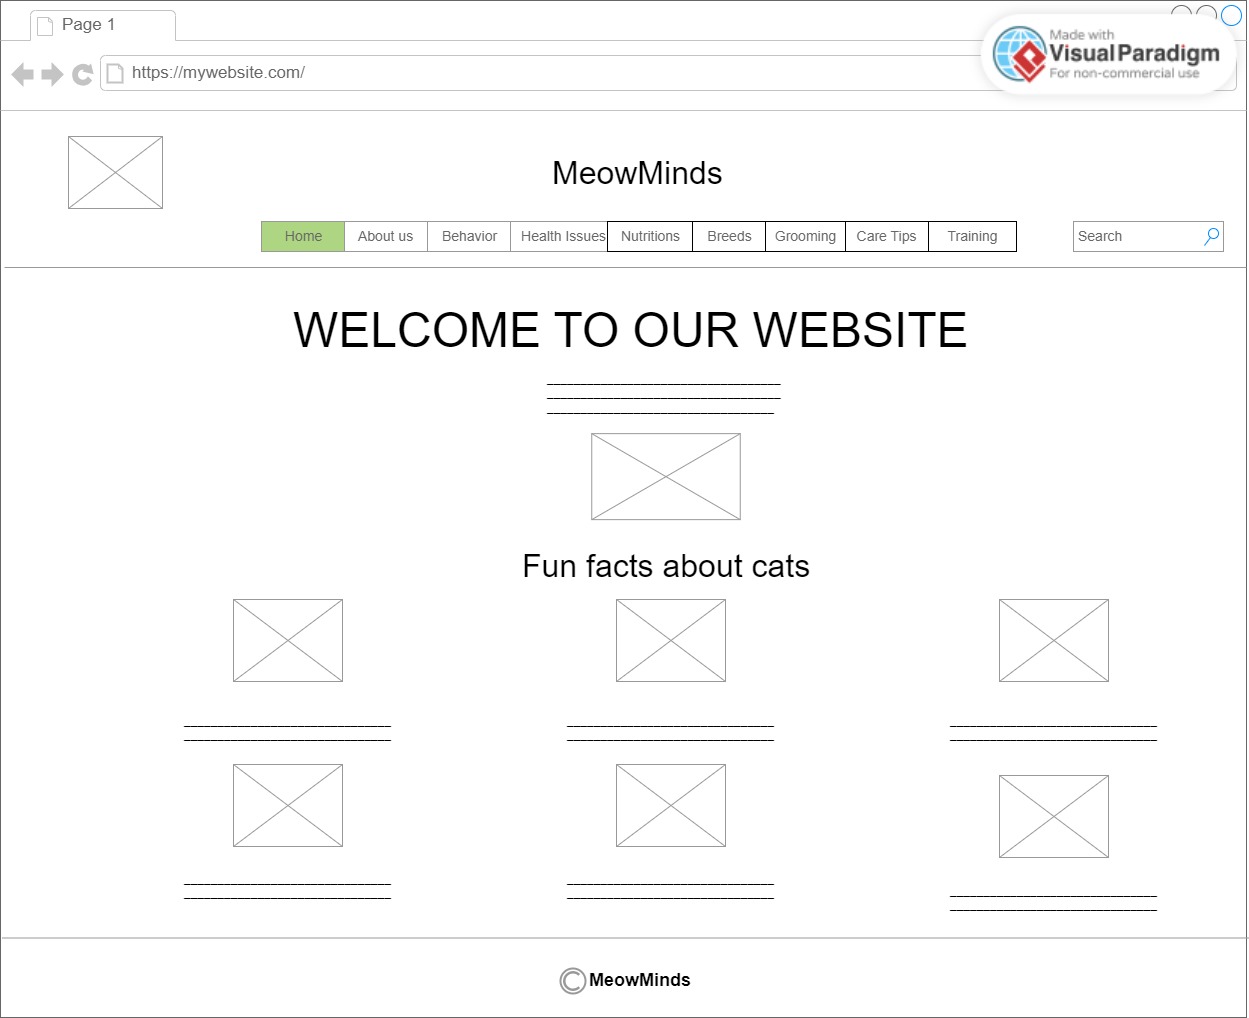 Page 1
Made with
Visual Paradigm
For non-commercial use
https://mywebsite.com/
MeowMinds
Home About us Behavior Health Issues Nutritions Breeds Grooming Care Tips Training Search
WELCOME TO OUR WEBSITE
Fun facts about cats
© MeowMinds